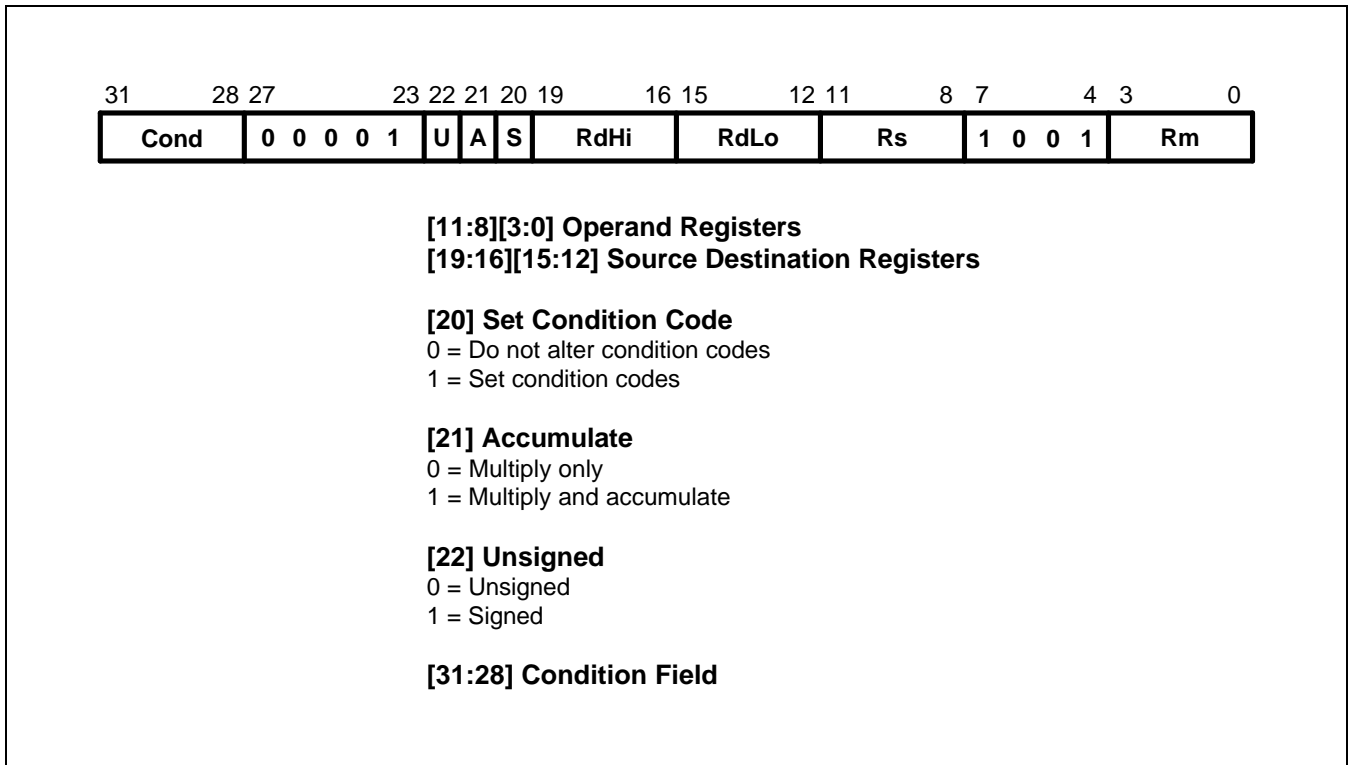 31 28 27 23 22 21 20 19 16 15 12 11 8 7 4 3 0
Cond 0 0 0 0 1 U A S RdHi RdLo Rs 1 0 0 1 Rm
[11:8][3:0] Operand Registers
[19:16][15:12] Source Destination Registers
[20] Set Condition Code
0 = Do not alter condition codes
1 = Set condition codes
[21] Accumulate
0 = Multiply only
1 = Multiply and accumulate
[22] Unsigned
0 = Unsigned
1 = Signed
[31:28] Condition Field